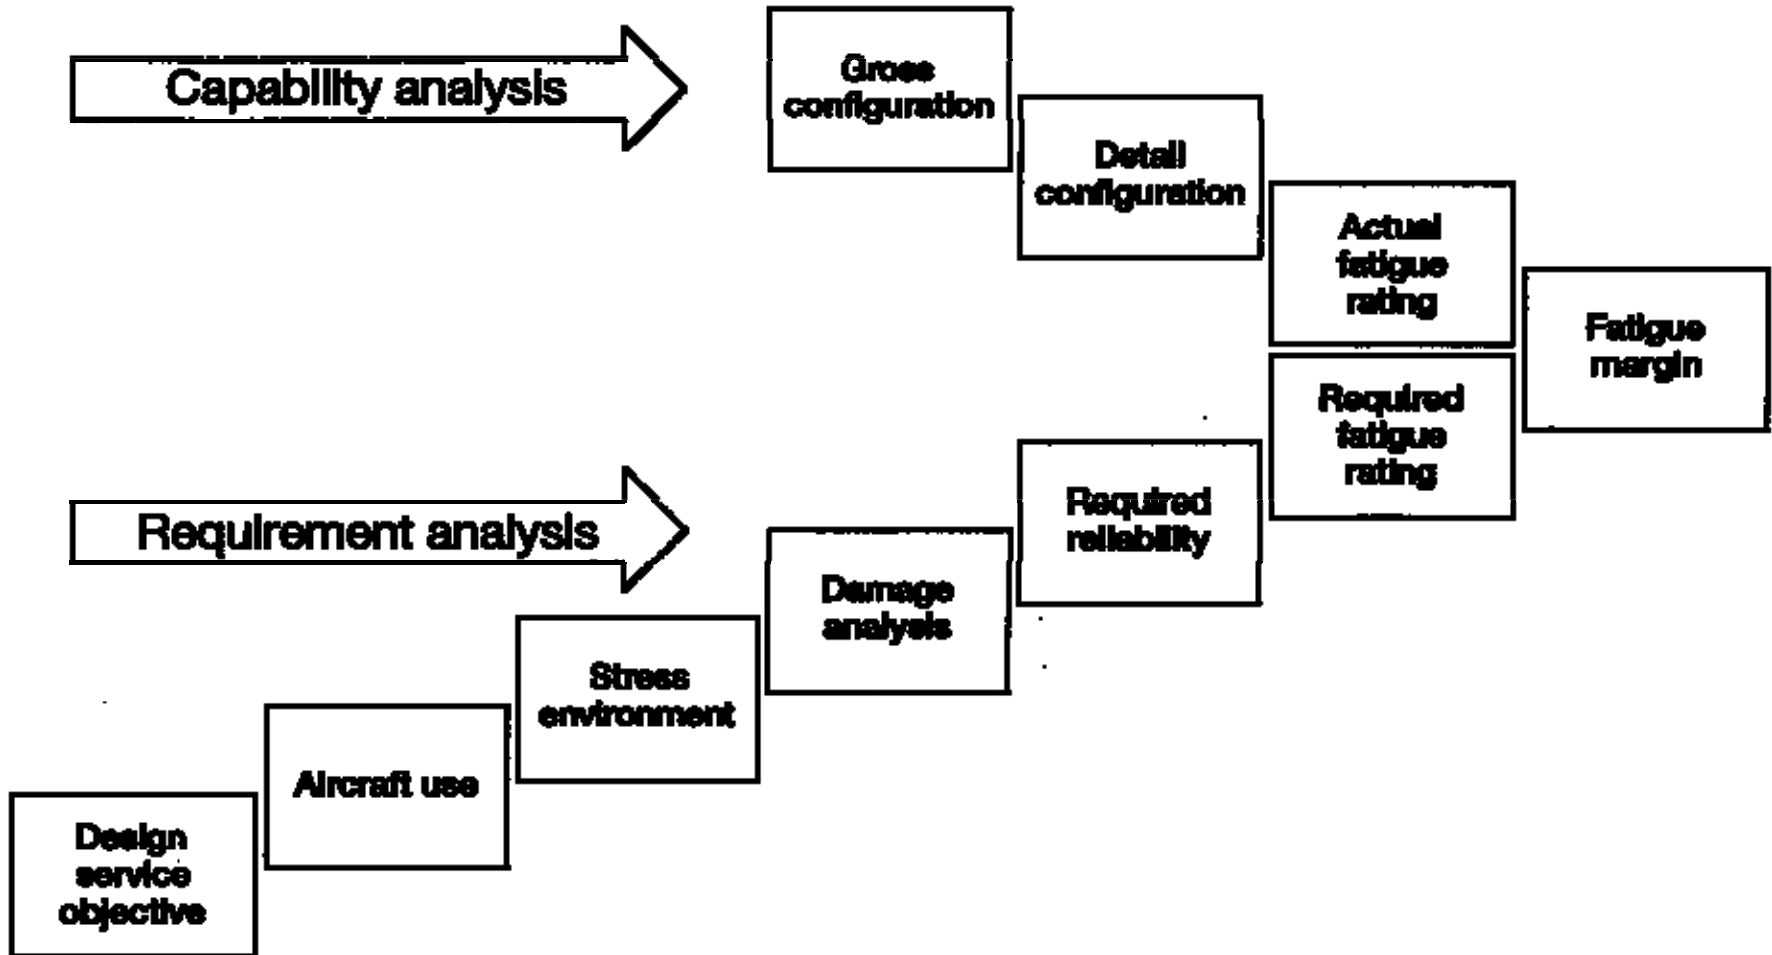 Capability analysis
Gross
configuration
Detail
configuration
Actual
fatigue
rating
Fatigue
margin
Required
fatigue
rating
Requirement analysis
Required
reliability
Damage
analysis
Stress
environment
Aircraft use
Design
service
objective